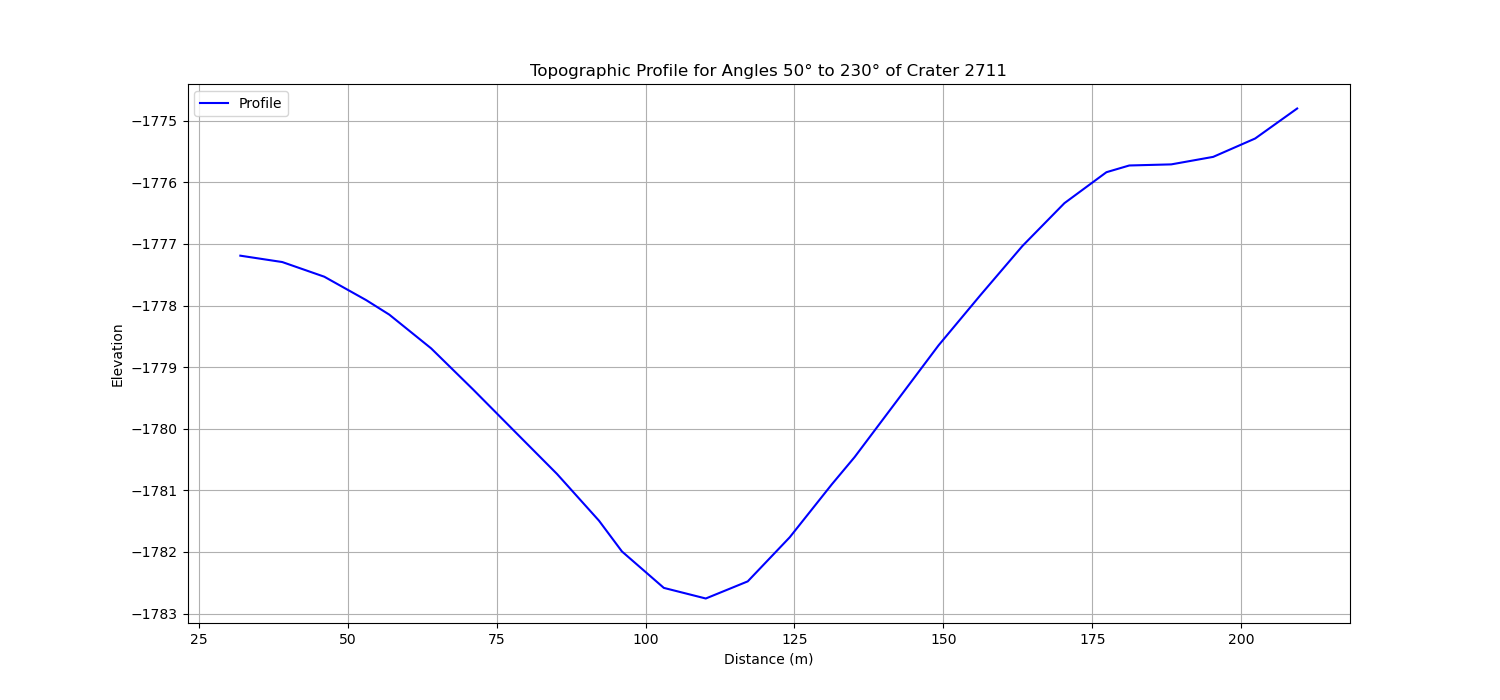 Topographic Profile for Angles 50° to 230° of Crater 2711
Profile
−1775
−1776
−1777
−1778
−1779
−1780
−1781
−1782
−1783
Elevation
25 50 75 100 125 150 175 200
Distance (m)